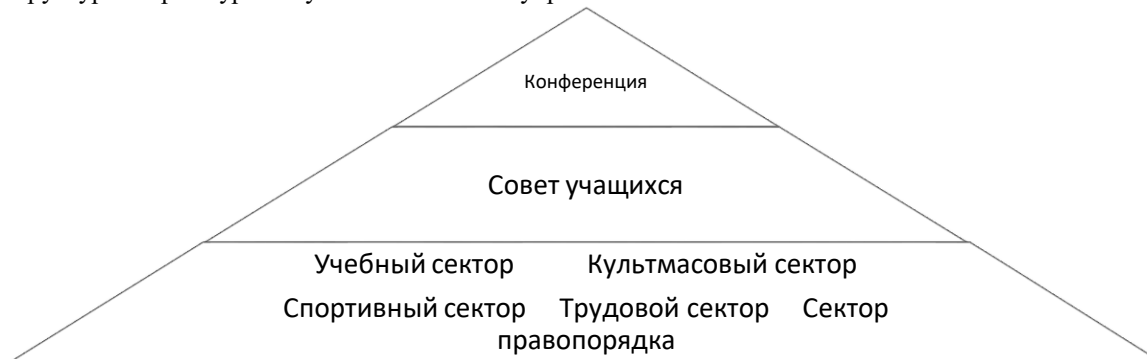 Конференция
Совет учащихся
Учебный сектор Культмасовый сектор
Спортивный сектор Трудовой сектор Сектор
правопорядка